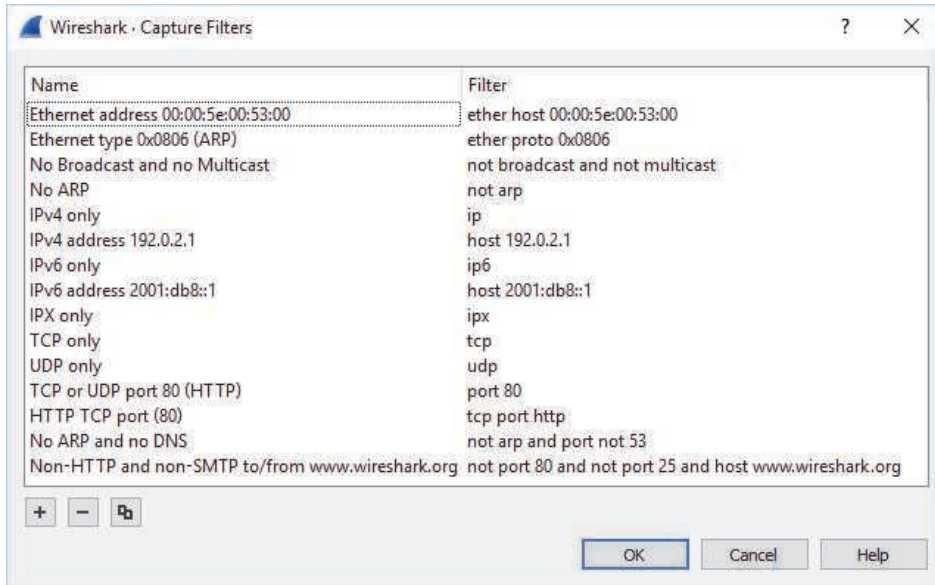 Wireshark · Capture Filters
? X
Name Filter
Ethernet address 00:00:5e:00:53:00 ether host 00:00:5e:00:53:00
Ethernet type 0x0806 (ARP) ether proto 0x0806
No Broadcast and no Multicast not broadcast and not multicast
No ARP not arp
IPv4 only ip
IPv4 address 192.0.2.1 host 192.0.2.1
IPv6 only ip6
IPv6 address 2001:db8::1 host 2001:db8::1
IPX only ipx
TCP only tcp
UDP only udp
TCP or UDP port 80 (HTTP) port 80
HTTP TCP port (80) tcp port http
No ARP and no DNS not arp and port not 53
Non-HTTP and non-SMTP to/from www.wireshark.org not port 80 and not port 25 and host www.wireshark.org
+ −
OK Cancel Help